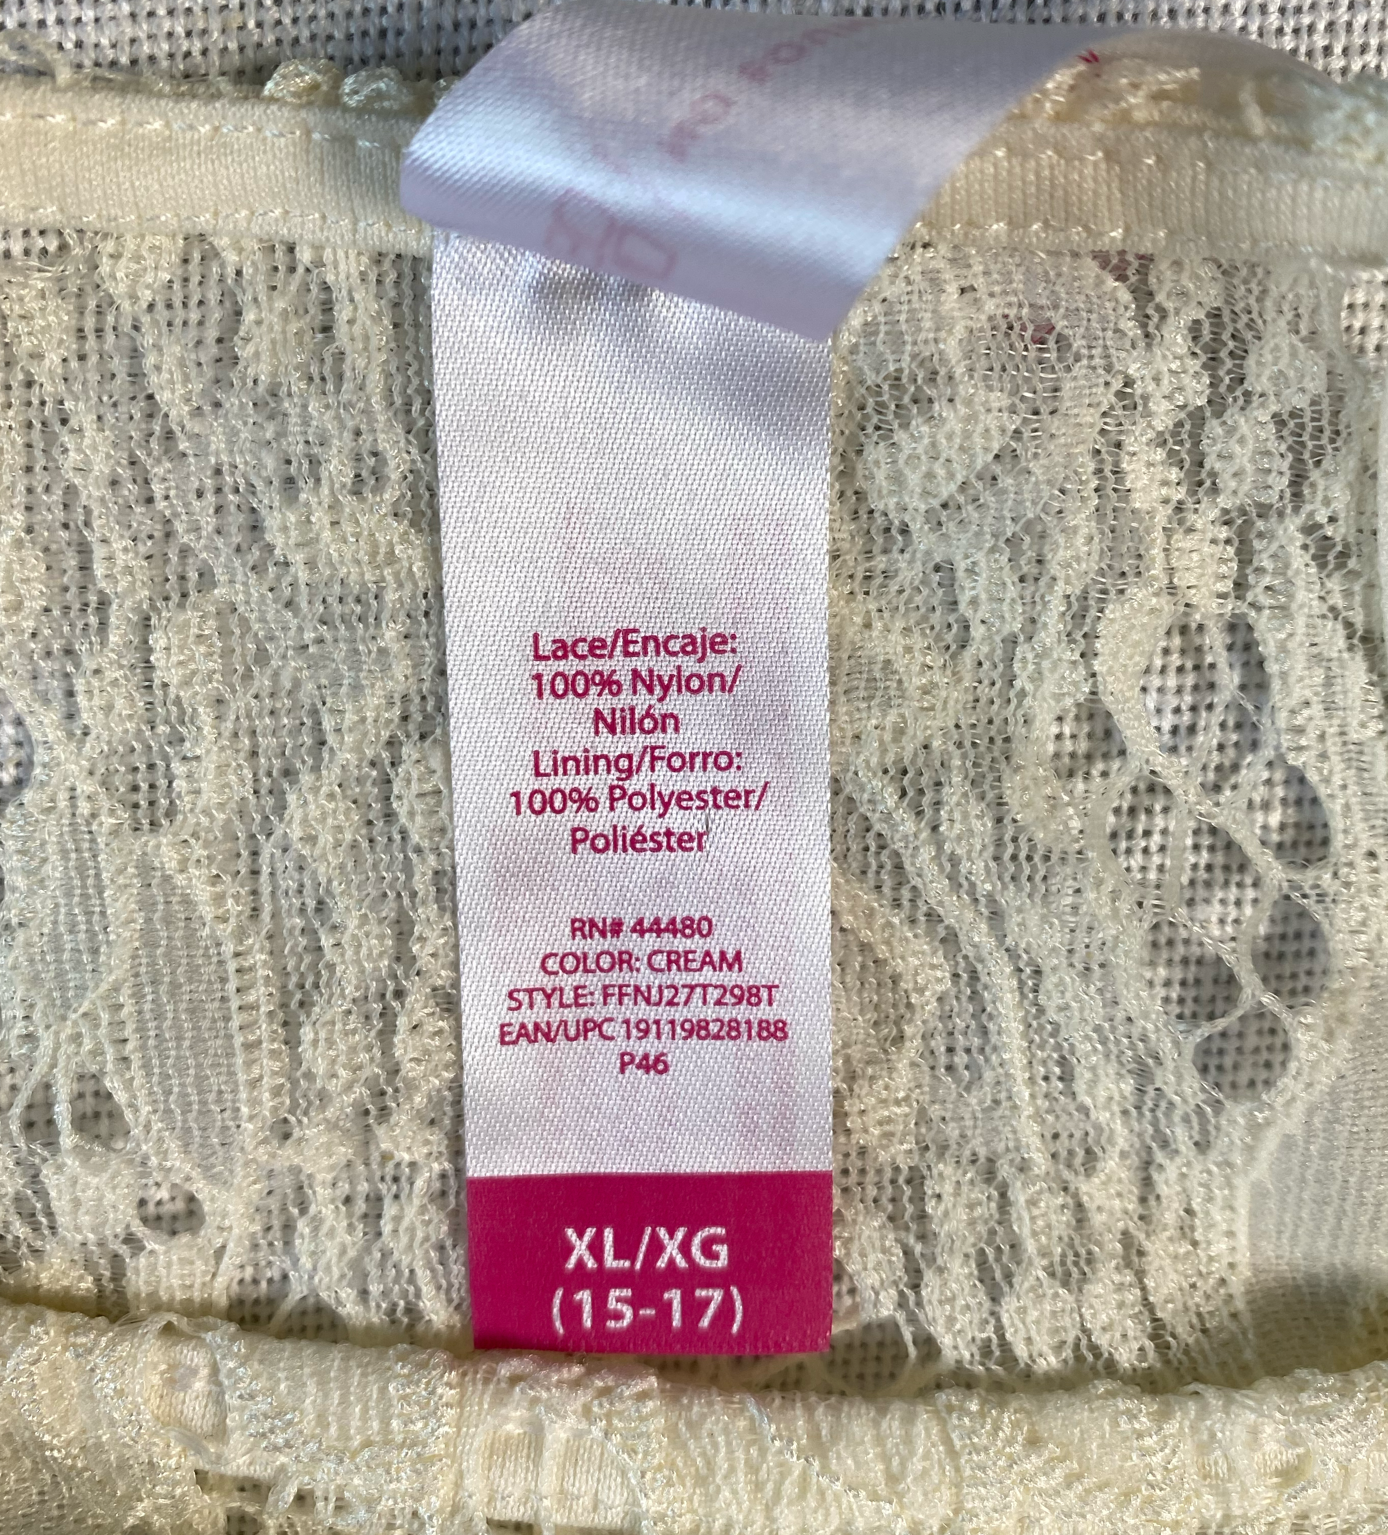 Lace/Encaje:
100% Nylon/
Nilón
Lining/Forro:
100% Polyester/
Poliéster
RN# 44480
COLOR: CREAM
STYLE: FFNJ27T298T
EAN/UPC 19119828188
P46
XL/XG
(15-17)